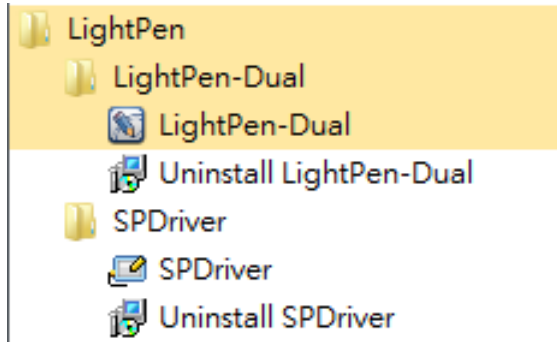 LightPen
LightPen-Dual
LightPen-Dual
Uninstall LightPen-Dual
SPDriver
SPDriver
Uninstall SPDriver